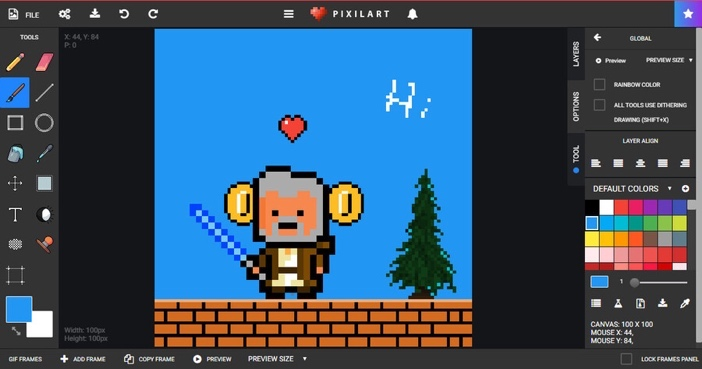 FILE
PIXILART
TOOLS
X: 44, Y: 84
P: 0
Width: 100px
Height: 100px
LAYERS
OPTIONS
TOOL
GLOBAL
Preview
PREVIEW SIZE
RAINBOW COLOR
ALL TOOLS USE DITHERING
DRAWING (SHIFT+X)
LAYER ALIGN
DEFAULT COLORS
1
CANVAS: 100 X 100
MOUSE X: 44,
MOUSE Y: 84,
GIF FRAMES
ADD FRAME
COPY FRAME
PREVIEW
PREVIEW SIZE
LOCK FRAMES PANEL